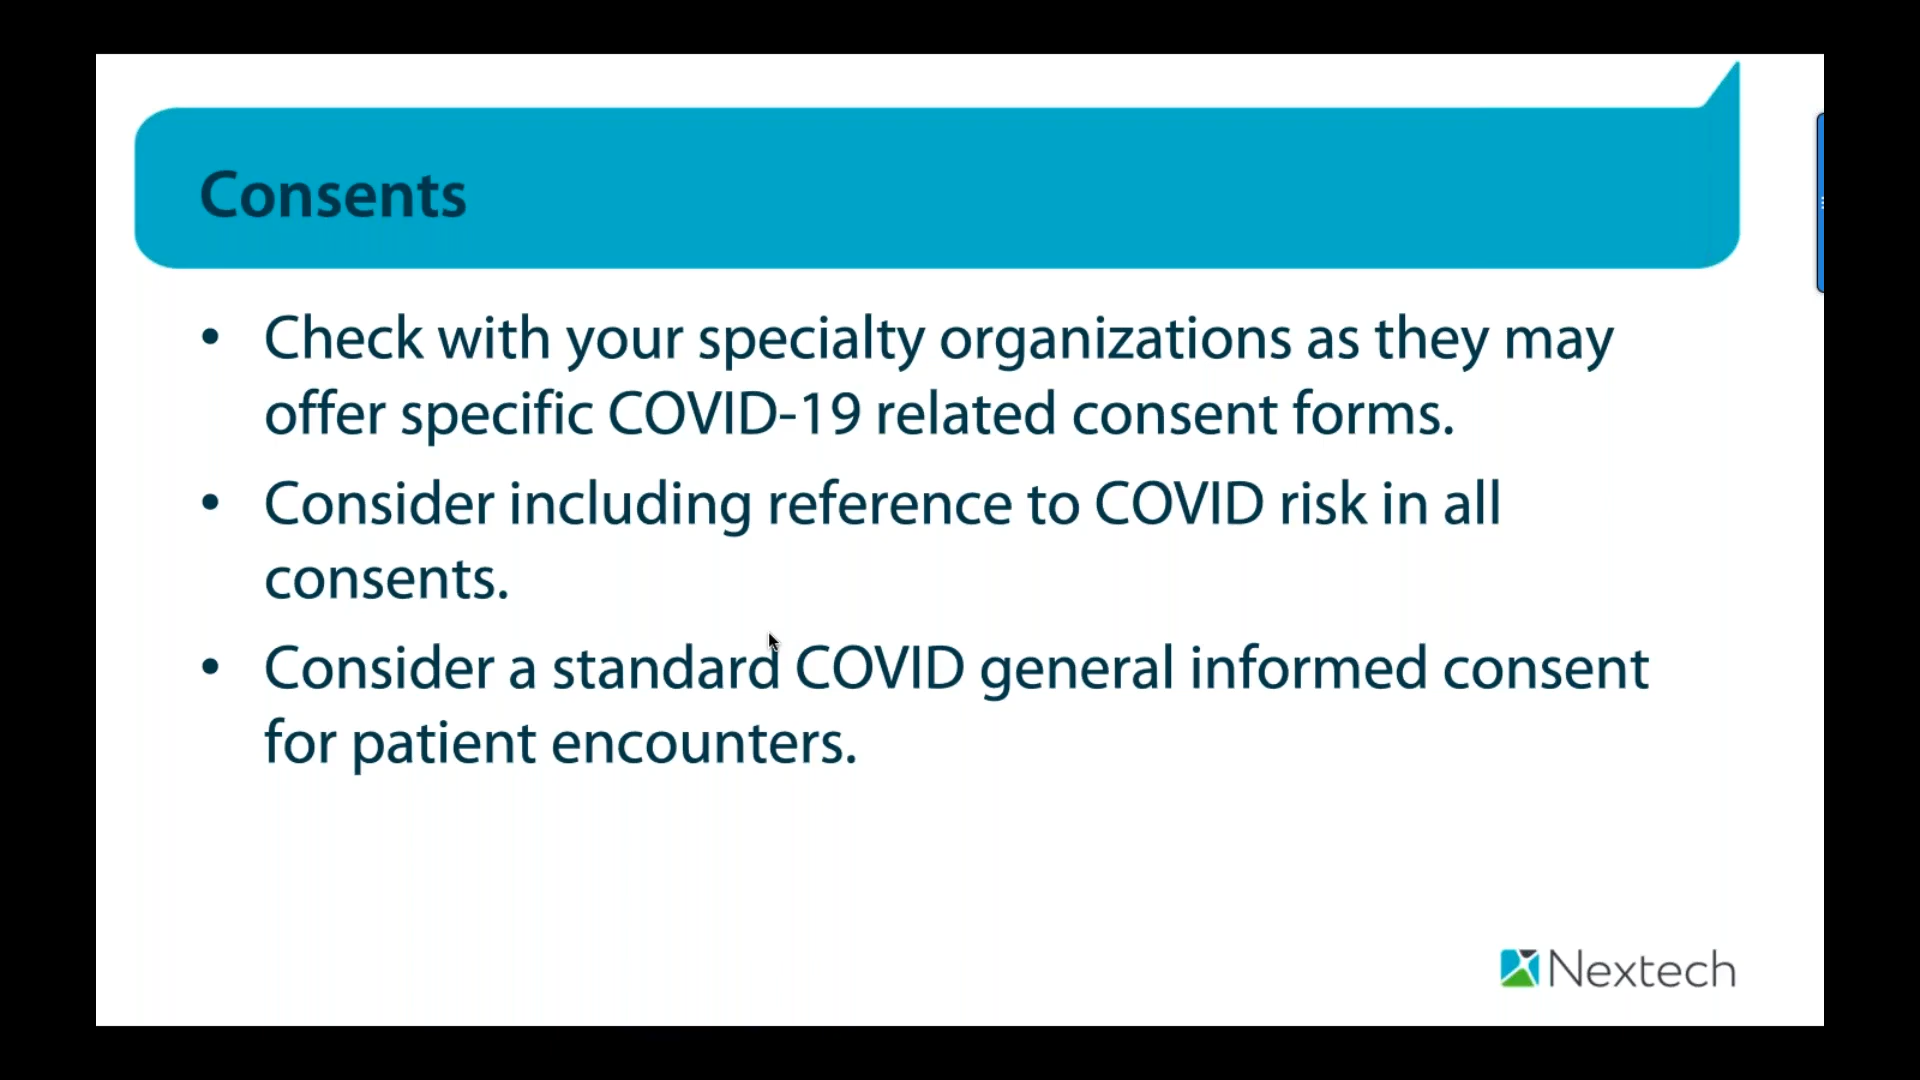 Consents
• Check with your specialty organizations as they may
offer specific COVID-19 related consent forms.
• Consider including reference to COVID risk in all
consents.
• Consider a standard COVID general informed consent
for patient encounters.
Nextech